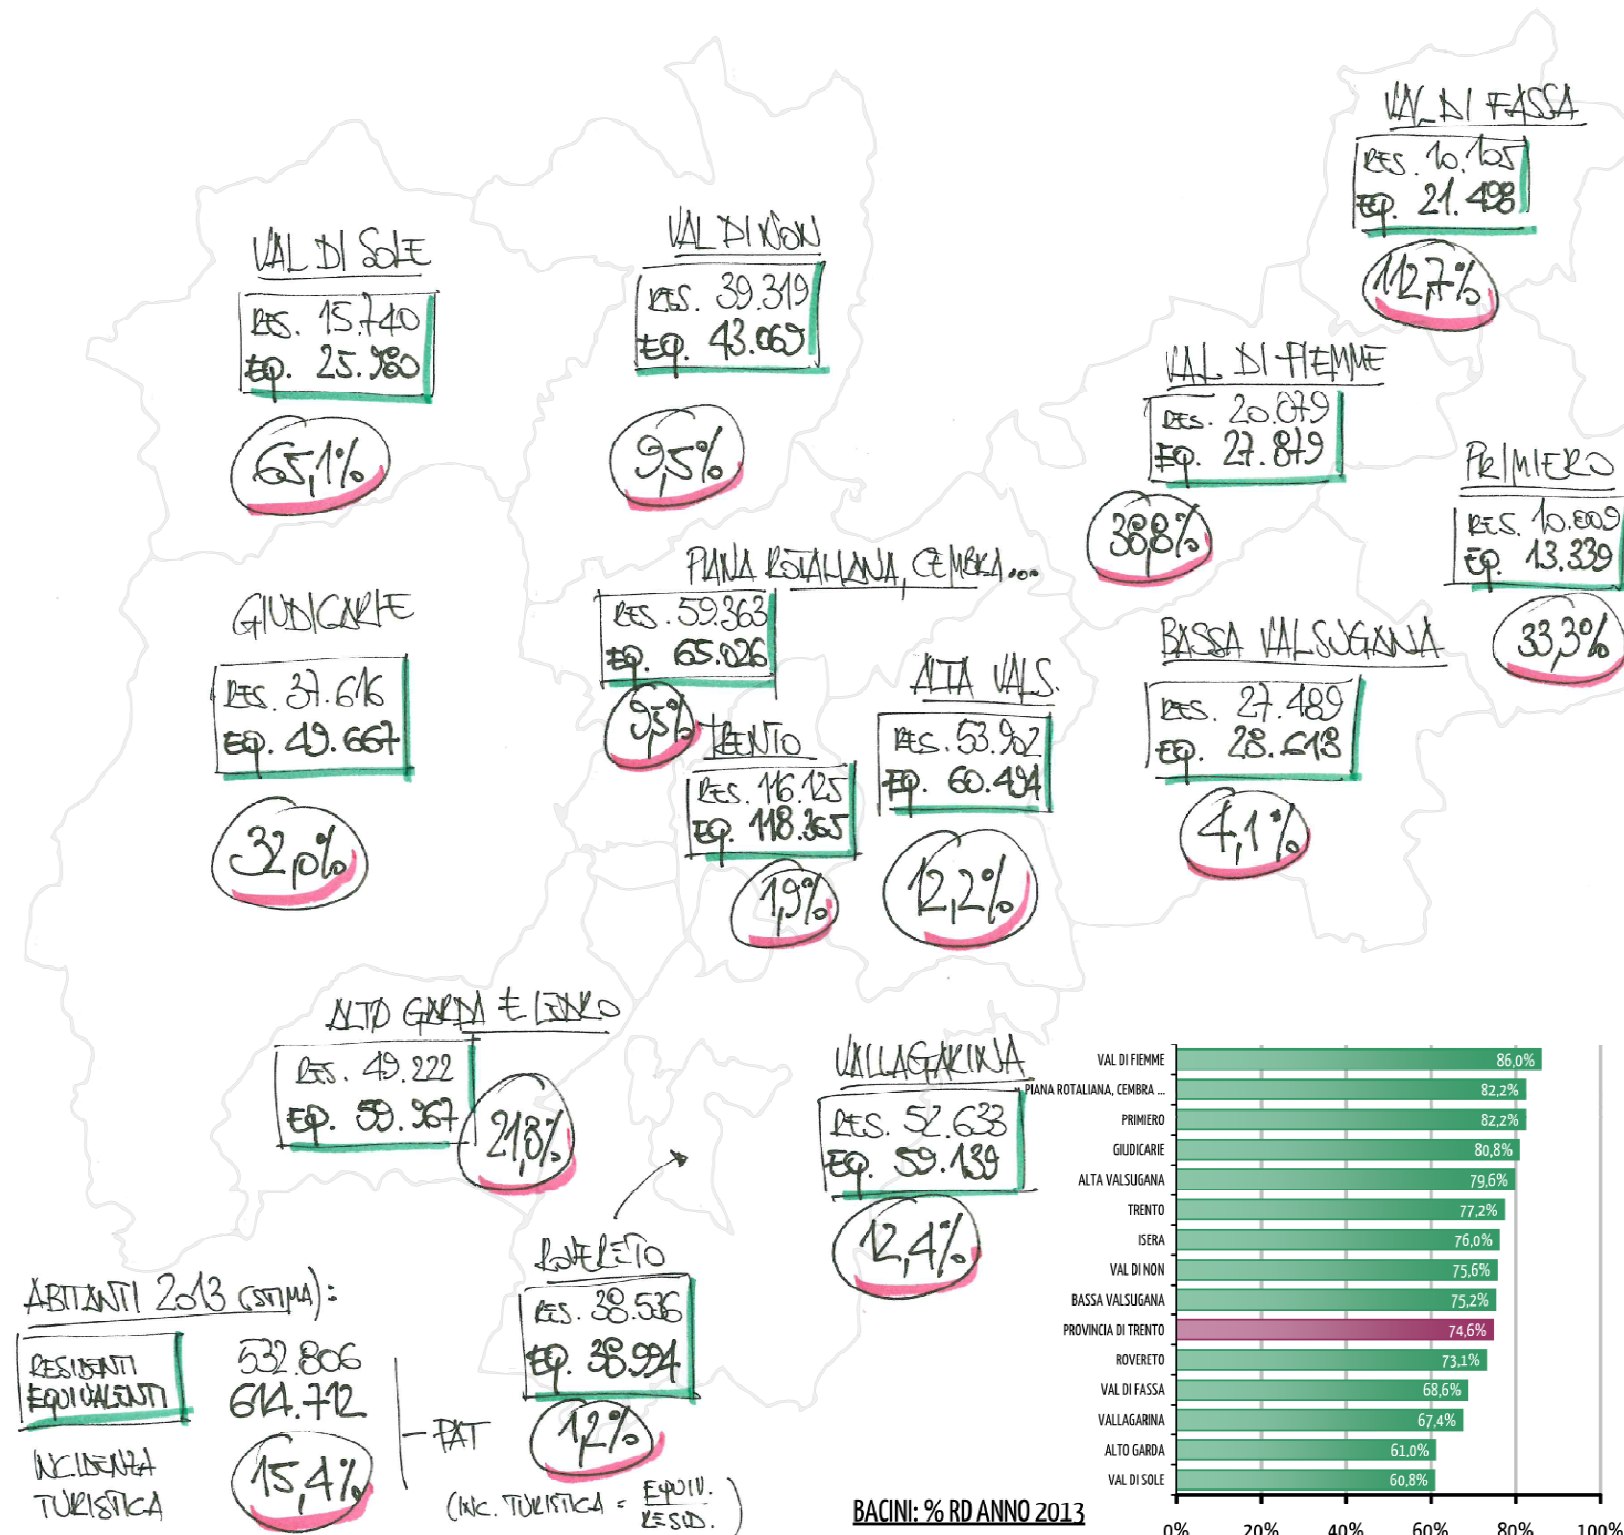 VAL DI FASSA
RES. 10.105
EQ. 21.498
112,7%
VAL DI SOLE
RES. 15.740
EQ. 25.980
65,1%
VAL DI NON
RES. 39.319
EQ. 43.069
9,5%
VAL DI FIEMME
RES. 20.079
EQ. 27.879
38,8%
PRIMIERO
RES. 10.009
EQ. 13.339
33,3%
GIUDICARIE
RES. 37.616
EQ. 49.667
32,0%
PIANA ROTALIANA, CEMBRA...
RES. 59.363
EQ. 65.026
9,5%
TRENTO
RES. 116.125
EQ. 118.365
1,9%
ALTA VALS.
RES. 53.902
EQ. 60.494
12,2%
BASSA VALSUGANA
RES. 27.489
EQ. 28.618
4,1%
ALTO GARDA E LEDRO
RES. 49.222
EQ. 59.967
21,8%
VALLAGARINA
RES. 52.633
EQ. 59.139
12,4%
ROVERETO
RES. 38.536
EQ. 38.994
1,2%
ABITANTI 2013 (STIMA):
RESIDENTI 532.806
EQUIVALENTI 614.712
INCIDENZA TURISTICA 15,4%
PAT
(INC. TURISTICA = EQUIV. / RESID.)
VAL DI FIEMME 86,0%
PIANA ROTALIANA, CEMBRA ... 82,2%
PRIMIERO 82,2%
GIUDICARIE 80,8%
ALTA VALSUGANA 79,6%
TRENTO 77,2%
ISERA 76,0%
VAL DI NON 75,6%
BASSA VALSUGANA 75,2%
PROVINCIA DI TRENTO 74,6%
ROVERETO 73,1%
VAL DI FASSA 68,6%
VALLAGARINA 67,4%
ALTO GARDA 61,0%
VAL DI SOLE 60,8%
0% 20% 40% 60% 80% 100%
BACINI: % RD ANNO 2013